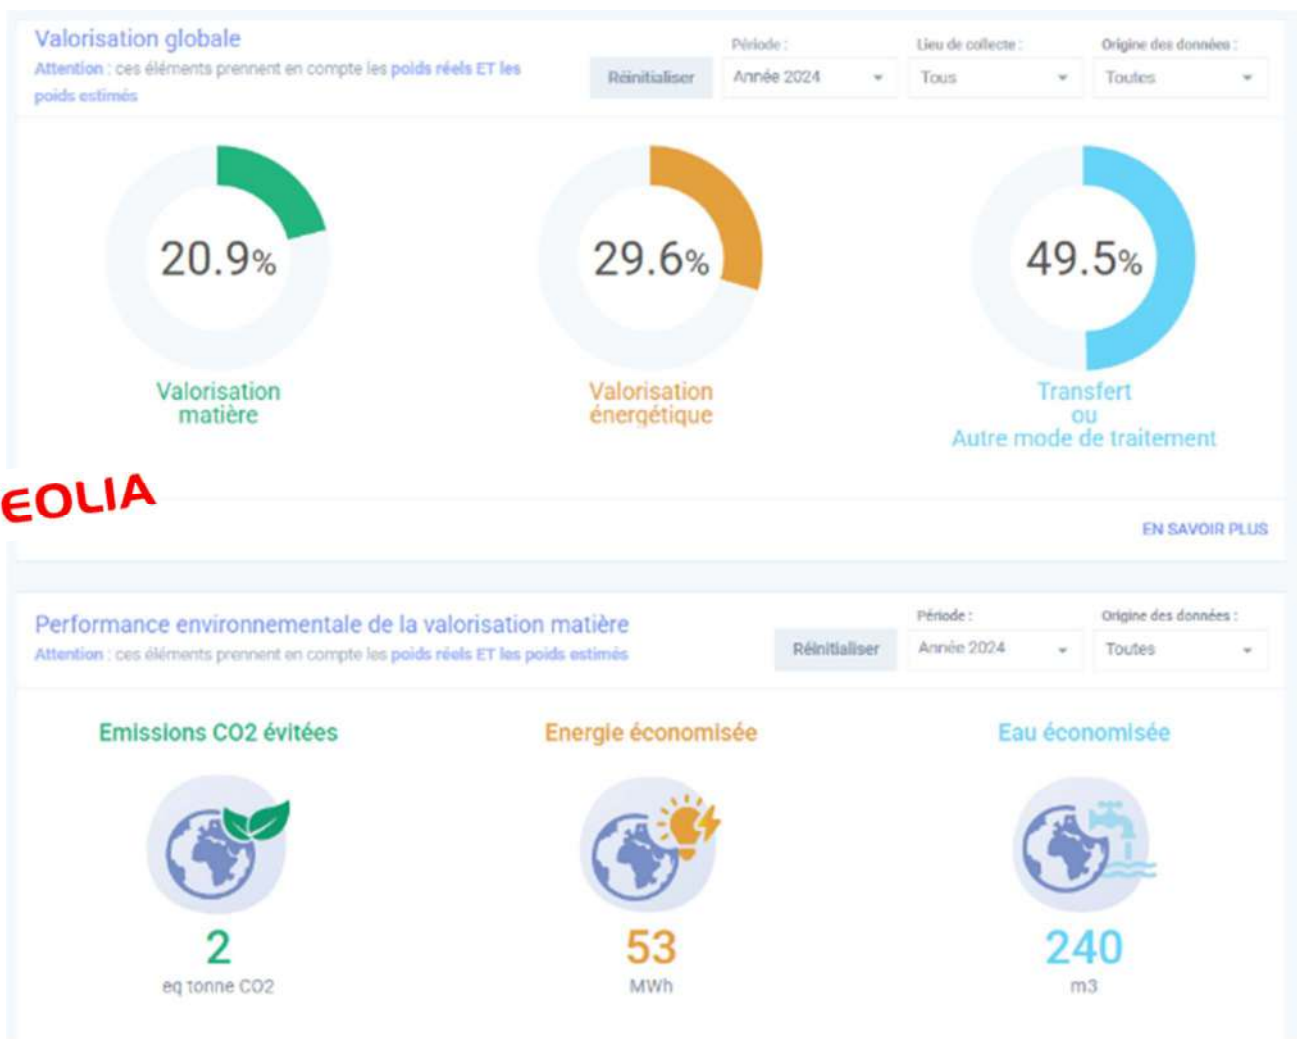 Valorisation globale
Attention : ces éléments prennent en compte les poids réels ET les
poids estimés
Réinitialiser
Période :
Année 2024
Lieu de collecte :
Tous
Origine des données :
Toutes
20.9%
29.6%
49.5%
Valorisation
matière
Valorisation
énergétique
Transfert
ou
Autre mode de traitement
EOLIA
EN SAVOIR PLUS
Performance environnementale de la valorisation matière
Attention : ces éléments prennent en compte les poids réels ET les poids estimés
Réinitialiser
Période :
Année 2024
Origine des données :
Toutes
Emissions CO2 évitées
Energie économisée
Eau économisée
2
eq tonne CO2
53
MWh
240
m3